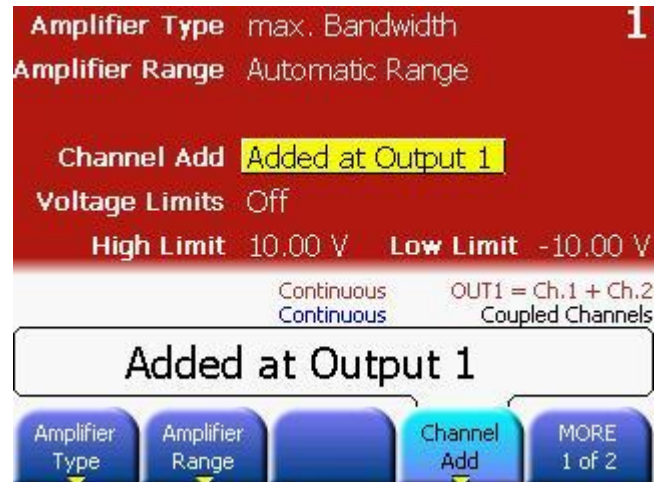 Amplifier Type max. Bandwidth 1
Amplifier Range Automatic Range
Channel Add Added at Output 1
Voltage Limits Off
High Limit 10.00 V Low Limit -10.00 V
Continuous OUT1 = Ch.1 + Ch.2
Continuous Coupled Channels
Added at Output 1
Amplifier Amplifier Channel MORE
Type Range Add 1 of 2